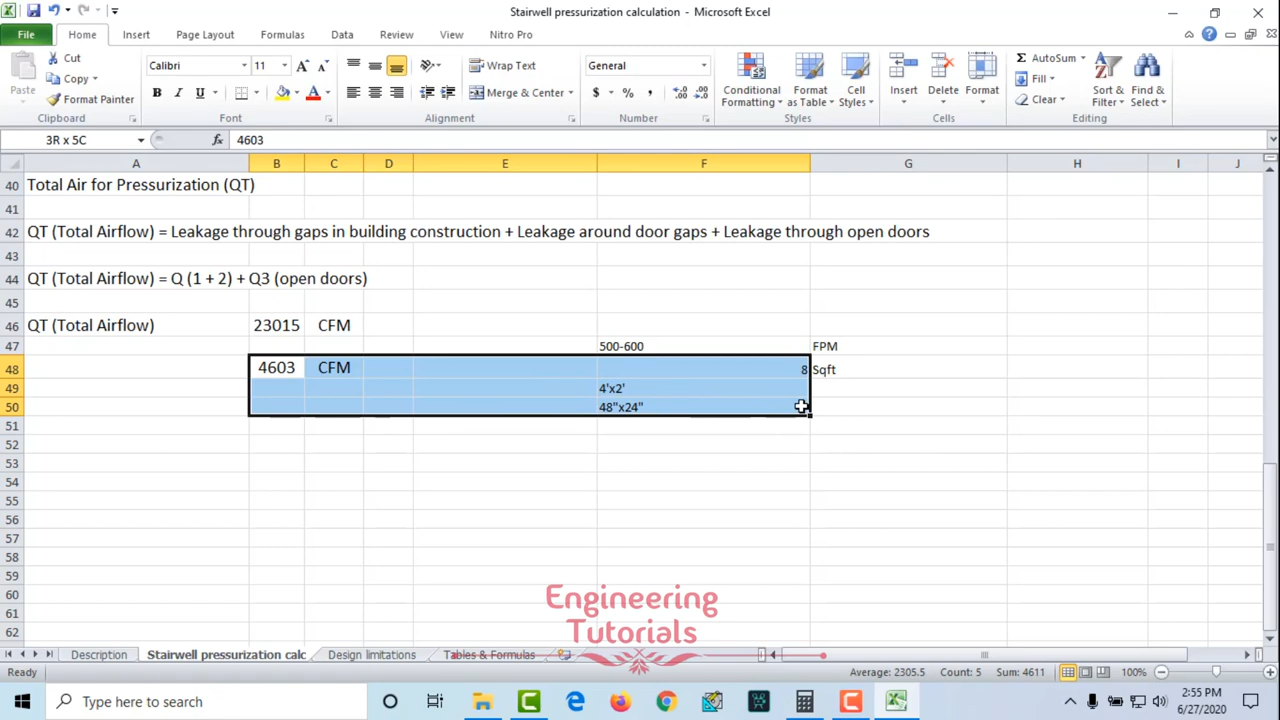 Stairwell pressurization calculation - Microsoft Excel
File Home Insert Page Layout Formulas Data Review View Nitro Pro
Paste
Cut
Copy
Format Painter
Clipboard
Calibri 11
B I U
Font
Wrap Text
Merge & Center
Alignment
General
$ % ,
Number
Conditional Formatting
Format as Table
Cell Styles
Styles
Insert
Delete
Format
Cells
Σ AutoSum
Fill
Clear
Sort & Filter
Find & Select
Editing
3R x 5C fx 4603
A B C D E F G H I J
40 Total Air for Pressurization (QT)
41
42 QT (Total Airflow) = Leakage through gaps in building construction + Leakage around door gaps + Leakage through open doors
43
44 QT (Total Airflow) = Q (1 + 2) + Q3 (open doors)
45
46 QT (Total Airflow) 23015 CFM
47 500-600 FPM
48 4603 CFM 8 Sqft
49 4'x2'
50 48"x24"
51
52
53
54
55
56
57
58
59
60
61
62
Engineering
Tutorials
Description Stairwell pressurization calc Design limitations Tables & Formulas
Ready Average: 2305.5 Count: 5 Sum: 4611 100%
Type here to search
2:55 PM
6/27/2020